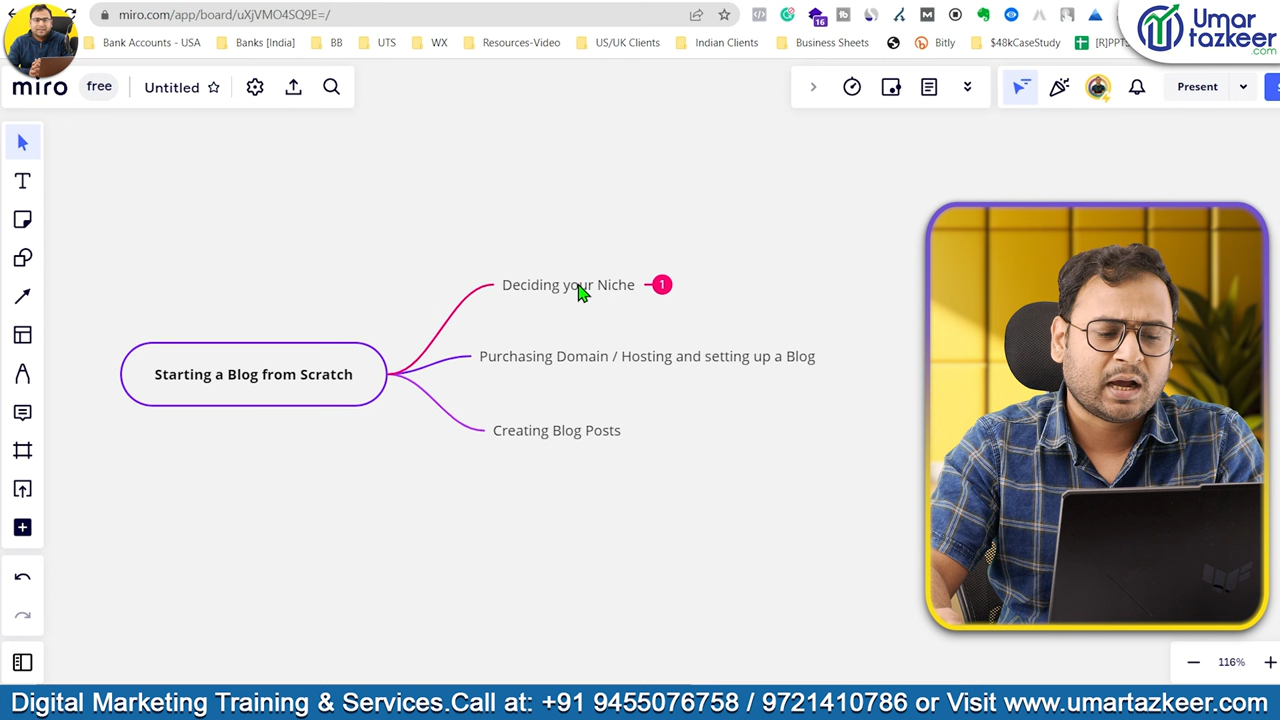 miro.com/app/board/uXjVMO4SQ9E=/
16
Umar
tazkeer
.com
Bank Accounts - USA
Banks [India]
BB
UTS
WX
Resources-Video
US/UK Clients
Indian Clients
Business Sheets
Bitly
$48kCaseStudy
[R]PPTS
miro
free
Untitled
Present
Deciding your Niche
1
Purchasing Domain / Hosting and setting up a Blog
Starting a Blog from Scratch
Creating Blog Posts
116%
Digital Marketing Training & Services.Call at: +91 9455076758 / 9721410786 or Visit www.umartazkeer.com